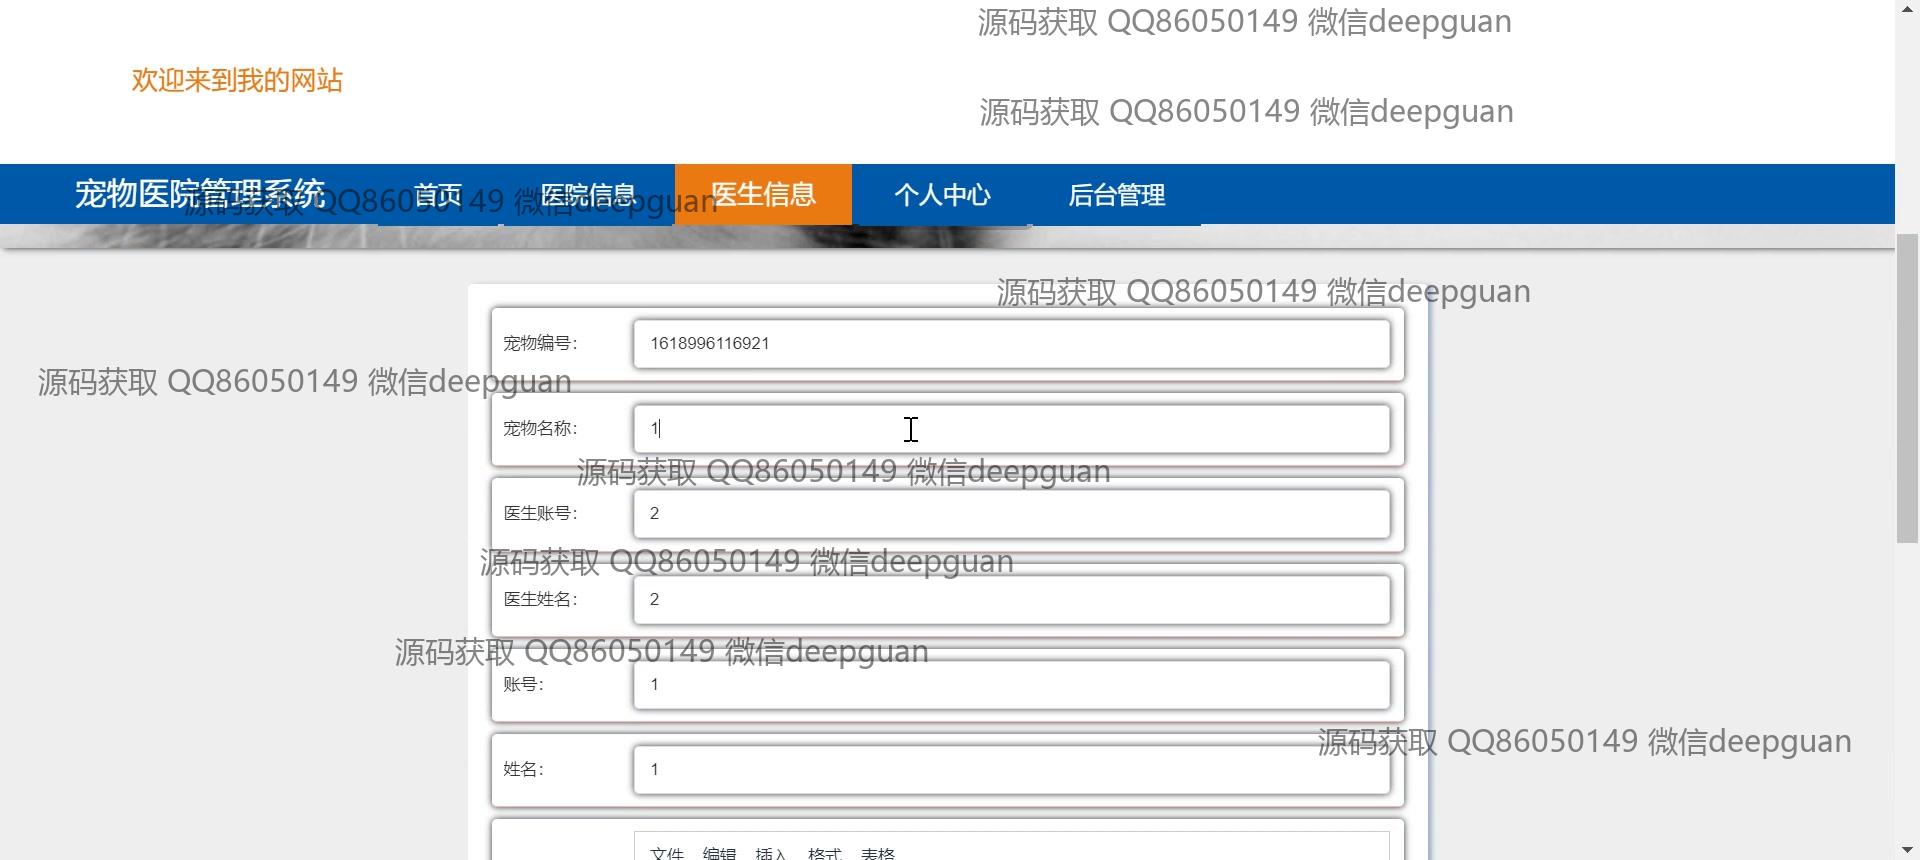 源码获取 QQ86050149 微信deepguan
欢迎来到我的网站
源码获取 QQ86050149 微信deepguan
宠物医院管理系统 首页 医院信息 医生信息 个人中心 后台管理
源码获取 QQ86050149 微信deepguan
源码获取 QQ86050149 微信deepguan
宠物编号： 1618996116921
源码获取 QQ86050149 微信deepguan
宠物名称： 1
源码获取 QQ86050149 微信deepguan
医生账号： 2
源码获取 QQ86050149 微信deepguan
医生姓名： 2
源码获取 QQ86050149 微信deepguan
账号： 1
源码获取 QQ86050149 微信deepguan
姓名： 1
文件 编辑 插入 格式 表格